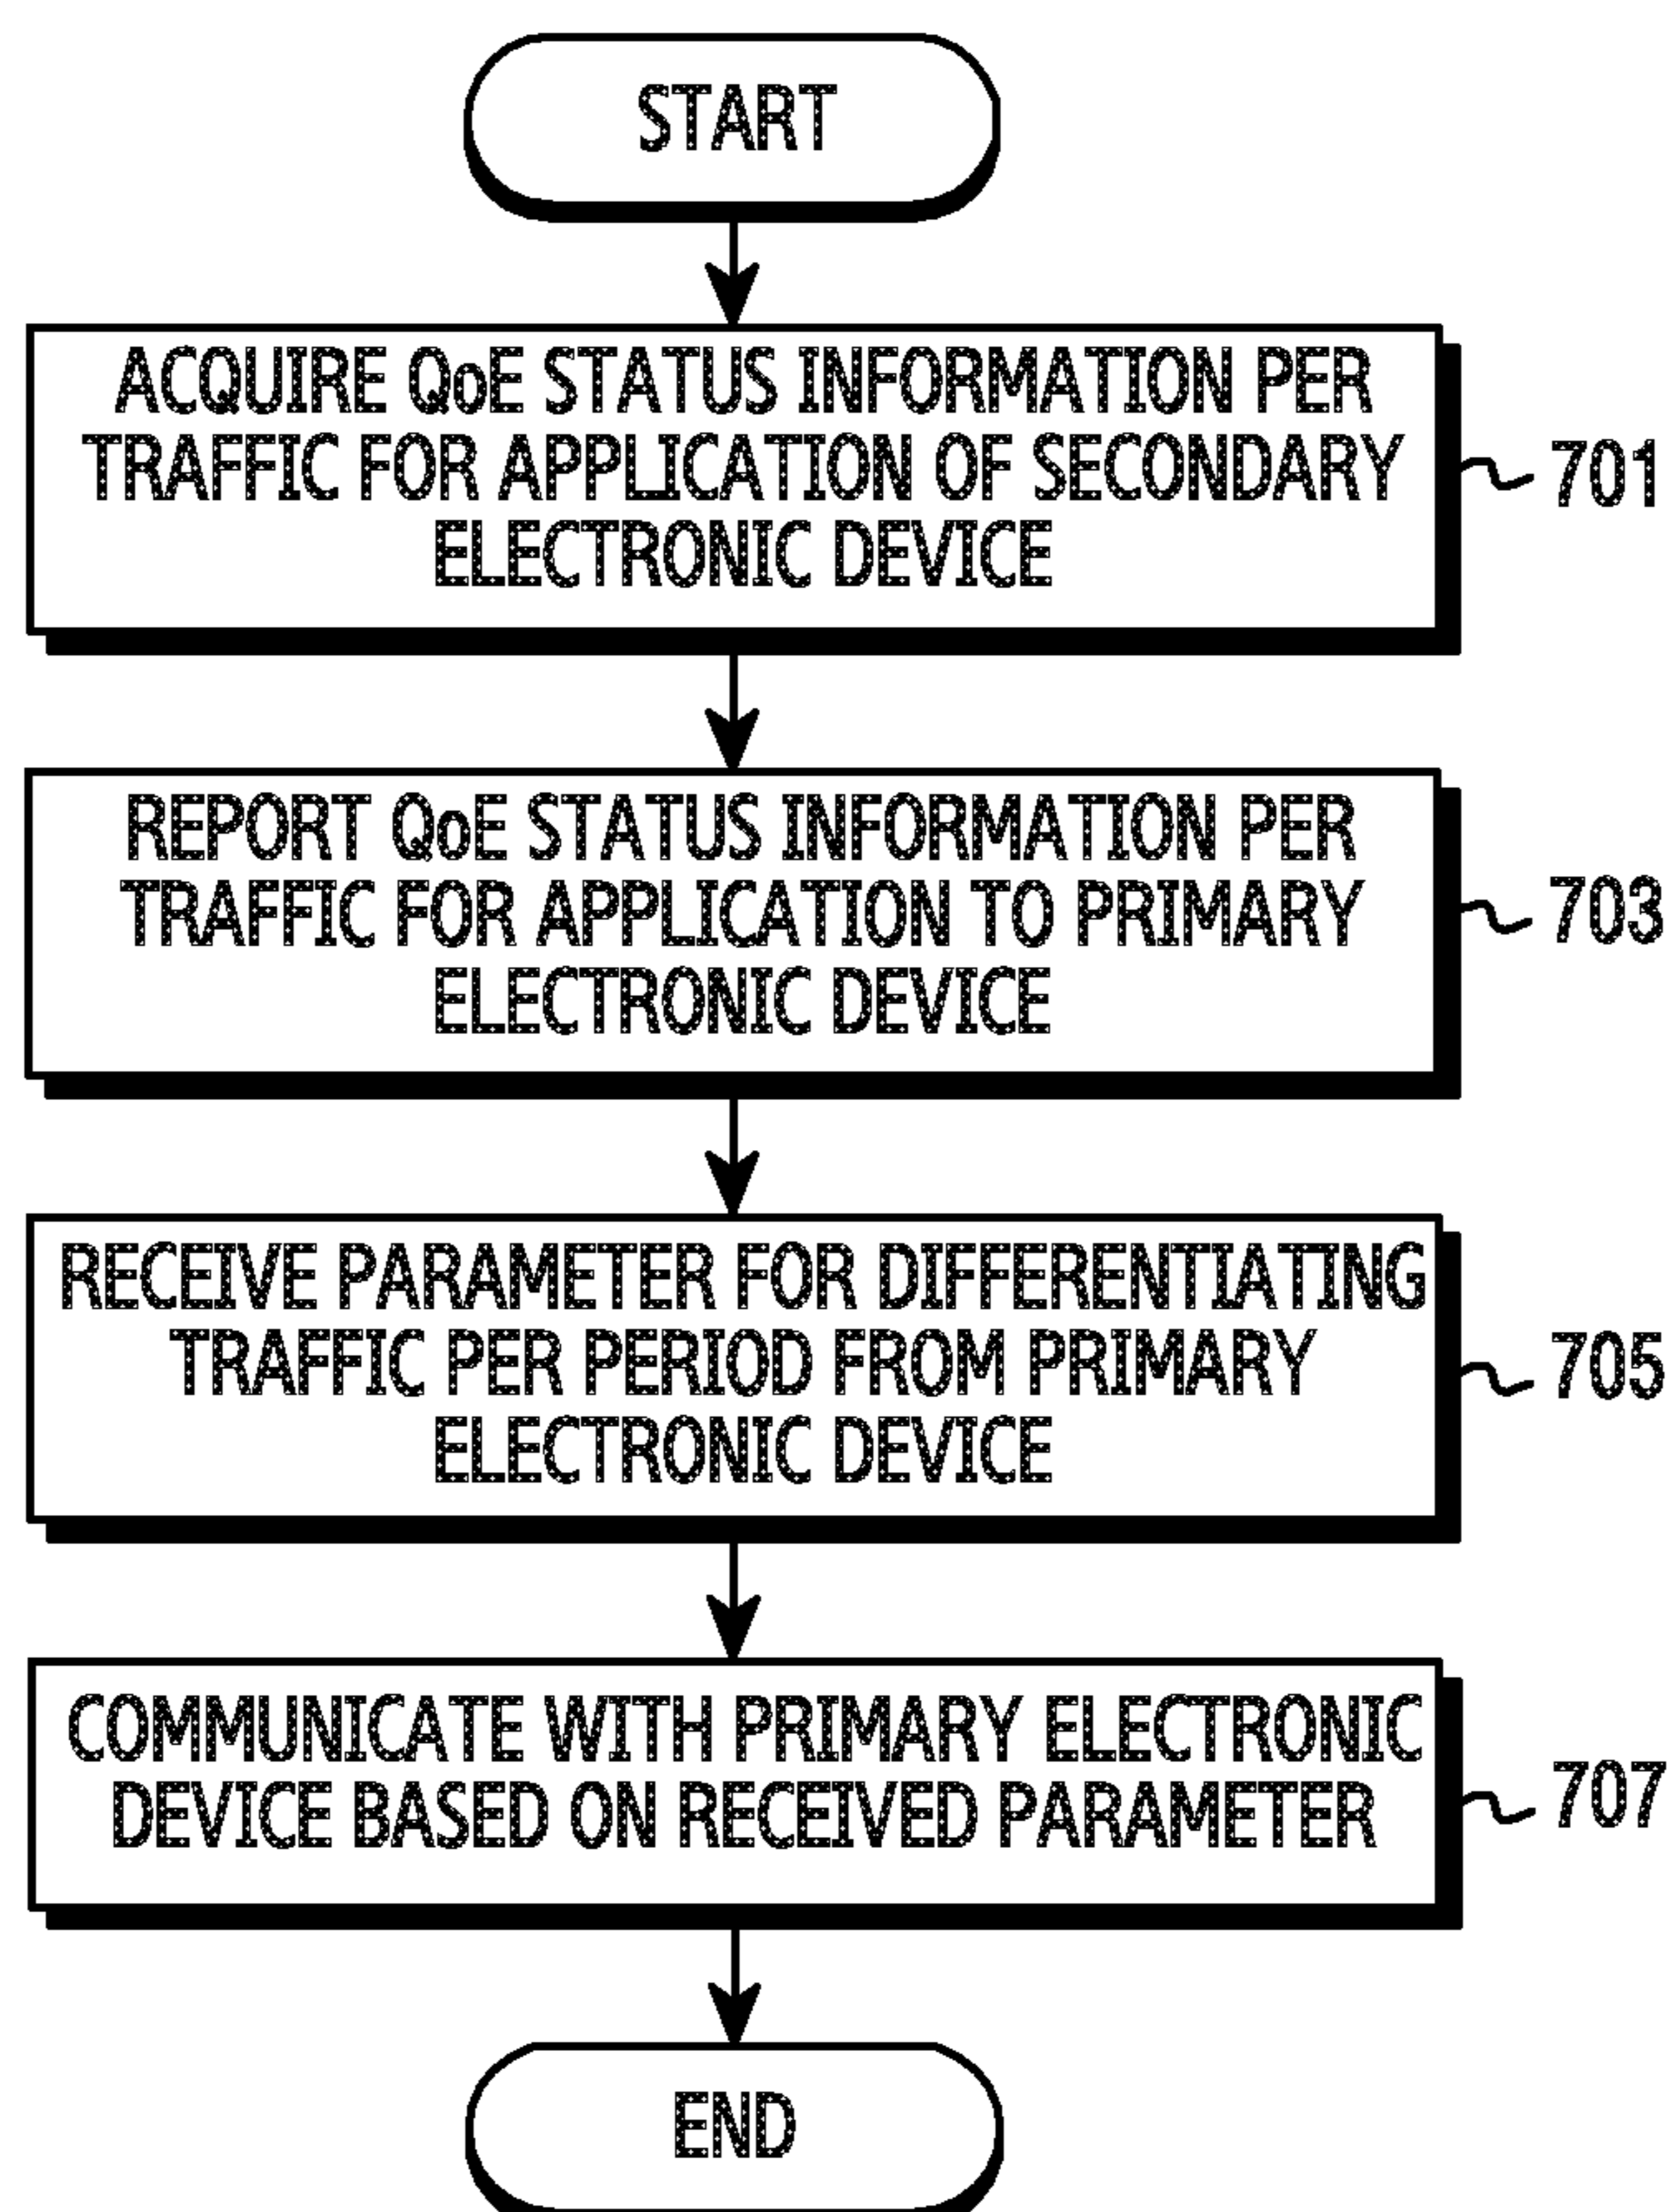 START
ACQUIRE QoE STATUS INFORMATION PER
TRAFFIC FOR APPLICATION OF SECONDARY
ELECTRONIC DEVICE
701
REPORT QoE STATUS INFORMATION PER
TRAFFIC FOR APPLICATION TO PRIMARY
ELECTRONIC DEVICE
703
RECEIVE PARAMETER FOR DIFFERENTIATING
TRAFFIC PER PERIOD FROM PRIMARY
ELECTRONIC DEVICE
705
COMMUNICATE WITH PRIMARY ELECTRONIC
DEVICE BASED ON RECEIVED PARAMETER
707
END